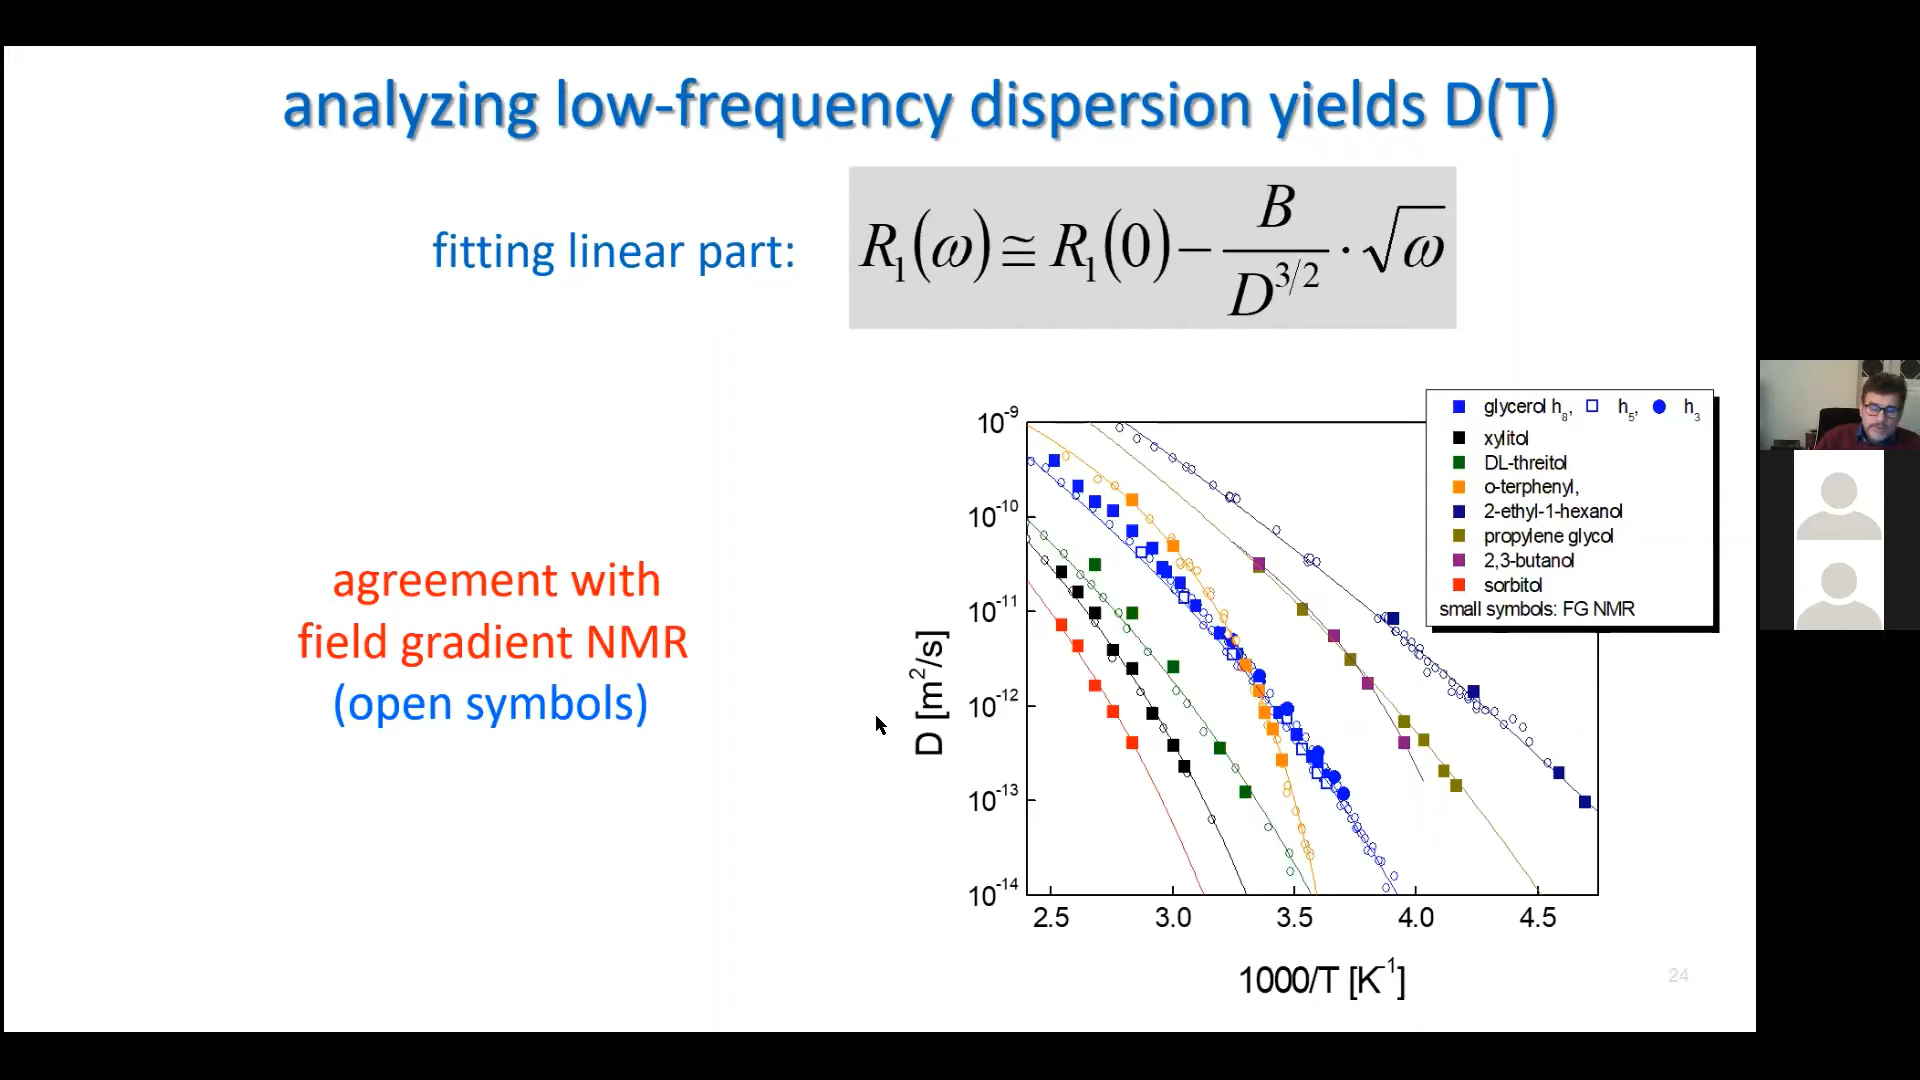 analyzing low-frequency dispersion yields D(T)
fitting linear part:
R₁(ω) ≅ R₁(0) − B/D^{3/2} · √ω
agreement with
field gradient NMR
(open symbols)
glycerol h₈, h₅, h₃
xylitol
DL-threitol
o-terphenyl,
2-ethyl-1-hexanol
propylene glycol
2,3-butanol
sorbitol
small symbols: FG NMR
10⁻⁹
10⁻¹⁰
10⁻¹¹
10⁻¹²
10⁻¹³
10⁻¹⁴
D [m²/s]
2.5 3.0 3.5 4.0 4.5
1000/T [K⁻¹]
24